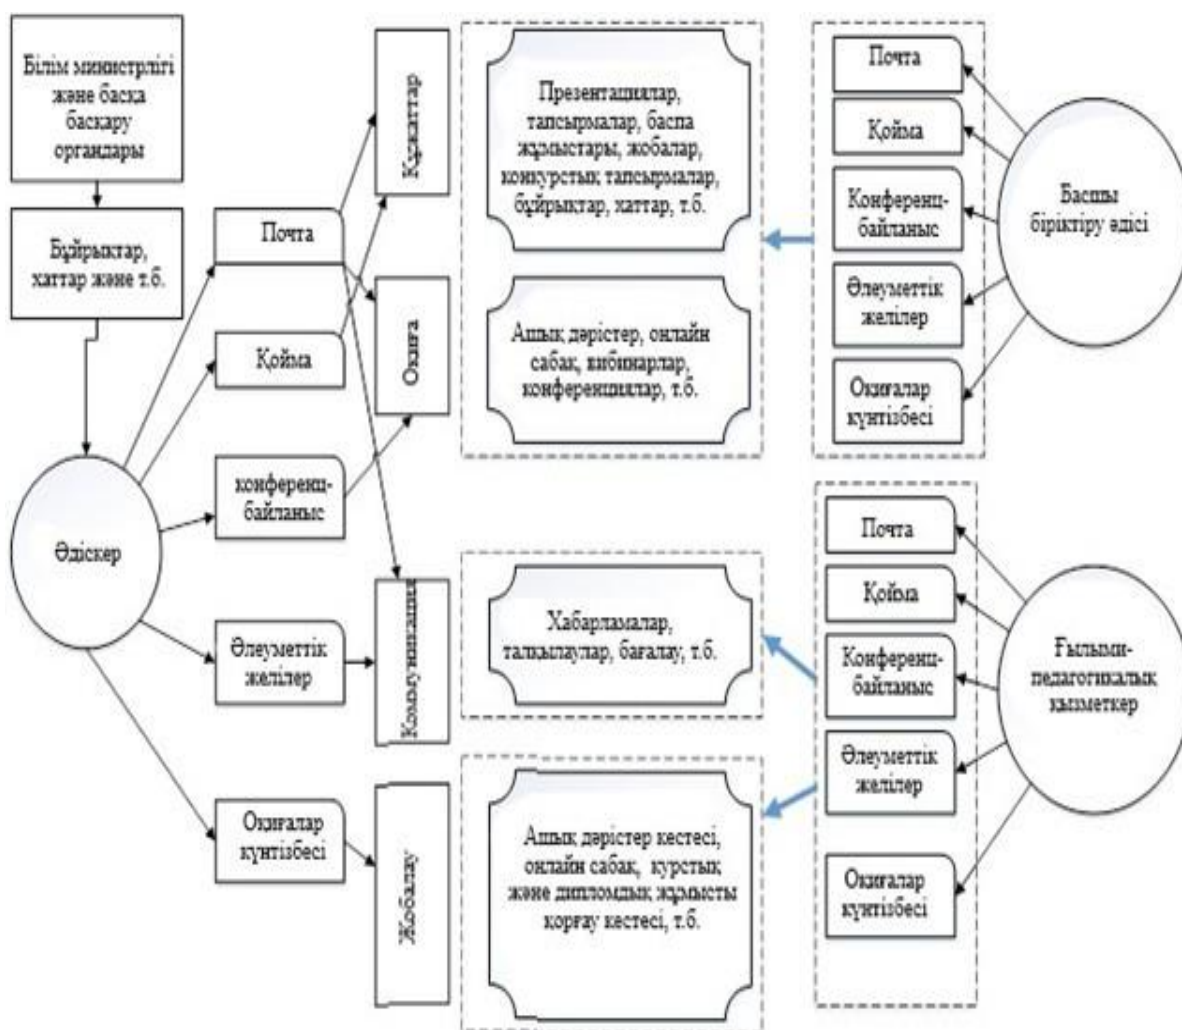 Білім министрлігі
және басқа
басқару
органдары
Бұйрықтар,
хаттар және т.б.
Әдіскер
Почта
Қойма
конференц-
байланыс
Әлеуметтік
желілер
Оқиғалар
күнтізбесі
Құжаттар
Оқиға
Коммуникация
Жобалау
Презентациялар,
тапсырмалар, баспа
жұмыстары, жобалар,
конкурстық тапсырмалар,
бұйрықтар, хаттар, т.б.
Ашық дәрістер, онлайн
сабақ, вибинарлар,
конференциялар, т.б.
Хабарламалар,
талқылаулар, бағалау, т.б.
Ашық дәрістер кестесі,
онлайн сабақ, курстық
және дипломдық жұмысты
қорғау кестесі, т.б.
Почта
Қойма
Конференц-
байланыс
Әлеуметтік
желілер
Оқиғалар
күнтізбесі
Басшы
біріктіру әдісі
Почта
Қойма
Конференц-
байланыс
Әлеуметтік
желілер
Оқиғалар
күнтізбесі
Ғылыми-
педагогикалық
қызметкер